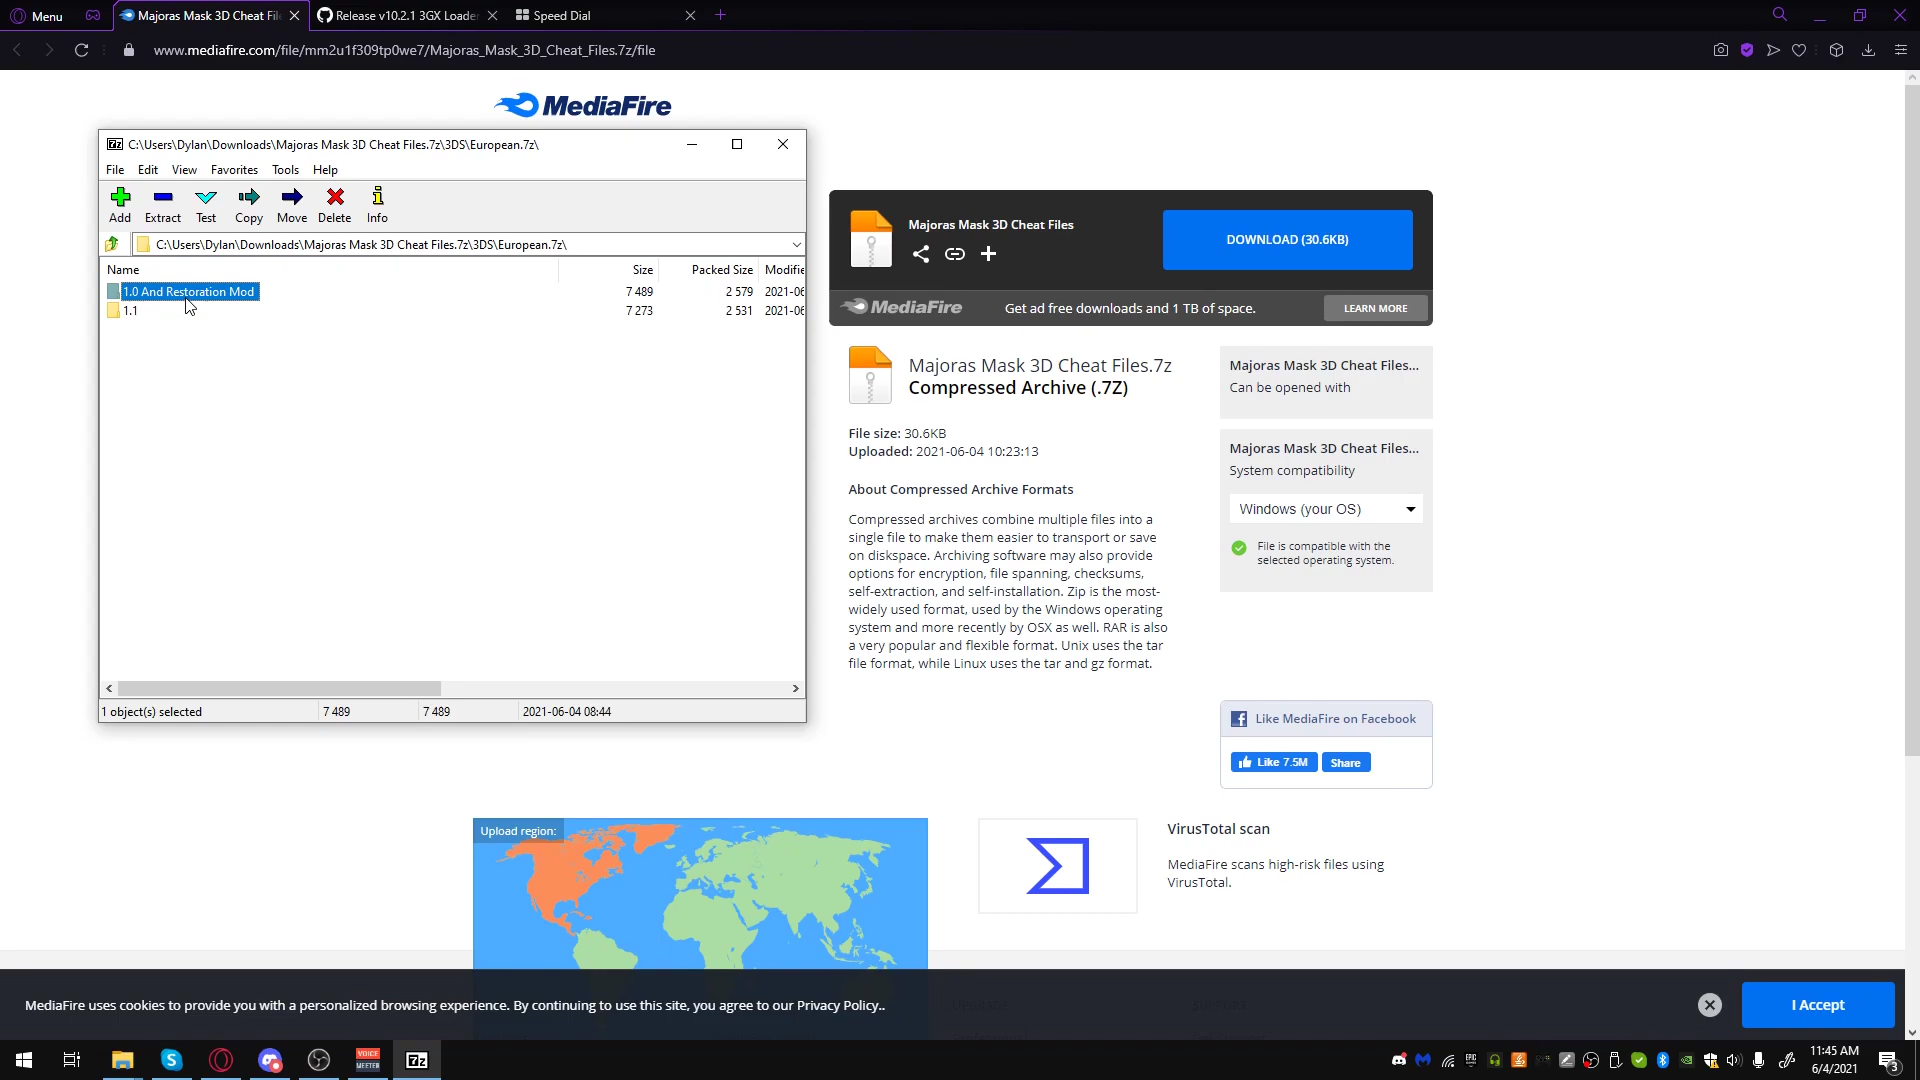 Menu
Majoras Mask 3D Cheat Fil
Release v10.2.1 3GX Loader
Speed Dial
www.mediafire.com/file/mm2u1f309tp0we7/Majoras_Mask_3D_Cheat_Files.7z/file
MediaFire
C:\Users\Dylan\Downloads\Majoras Mask 3D Cheat Files.7z\3DS\European.7z\
File Edit View Favorites Tools Help
Add Extract Test Copy Move Delete Info
C:\Users\Dylan\Downloads\Majoras Mask 3D Cheat Files.7z\3DS\European.7z\
Name Size Packed Size Modifie
1.0 And Restoration Mod 7 489 2 579 2021-06
1.1 7 273 2 531 2021-06
1 object(s) selected 7 489 7 489 2021-06-04 08:44
Majoras Mask 3D Cheat Files
DOWNLOAD (30.6KB)
MediaFire
Get ad free downloads and 1 TB of space.
LEARN MORE
Majoras Mask 3D Cheat Files.7z
Compressed Archive (.7Z)
File size: 30.6KB
Uploaded: 2021-06-04 10:23:13
About Compressed Archive Formats
Compressed archives combine multiple files into a
single file to make them easier to transport or save
on diskspace. Archiving software may also provide
options for encryption, file spanning, checksums,
self-extraction, and self-installation. Zip is the most-
widely used format, used by the Windows operating
system and more recently by OSX as well. RAR is also
a very popular and flexible format. Unix uses the tar
file format, while Linux uses the tar and gz format.
Majoras Mask 3D Cheat Files...
Can be opened with
Majoras Mask 3D Cheat Files...
System compatibility
Windows (your OS)
File is compatible with the
selected operating system.
Like MediaFire on Facebook
Like 7.5M
Share
Upload region:
VirusTotal scan
MediaFire scans high-risk files using
VirusTotal.
MediaFire uses cookies to provide you with a personalized browsing experience. By continuing to use this site, you agree to our Privacy Policy..
I Accept
VOICE
MEETER
7z
EPIC
11:45 AM
6/4/2021
3